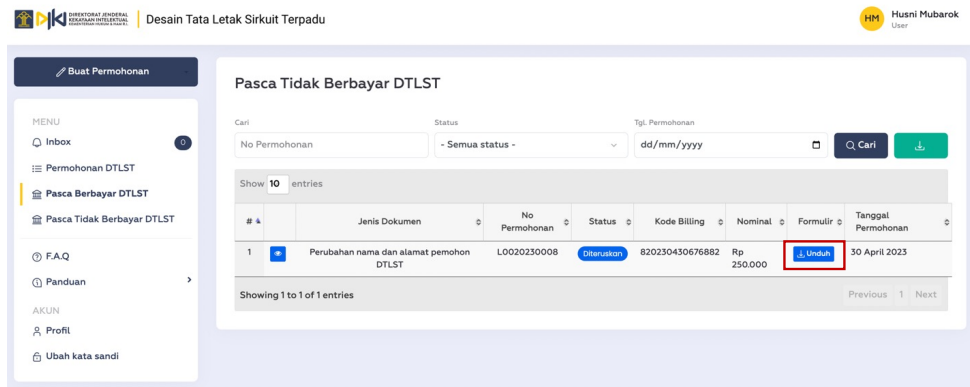 DIREKTORAT JENDERAL
KEKAYAAN INTELEKTUAL
KEMENTERIAN HUKUM & HAM R.I.
Desain Tata Letak Sirkuit Terpadu
HM
Husni Mubarok
User
Buat Permohonan
MENU
Inbox
0
Permohonan DTLST
Pasca Berbayar DTLST
Pasca Tidak Berbayar DTLST
F.A.Q
Panduan
AKUN
Profil
Ubah kata sandi
Pasca Tidak Berbayar DTLST
Cari
Status
Tgl. Permohonan
No Permohonan
- Semua status -
dd/mm/yyyy
Cari
Show 10 entries
# Jenis Dokumen No Permohonan Status Kode Billing Nominal Formulir Tanggal Permohonan
1 Perubahan nama dan alamat pemohon DTLST L0020230008 Diteruskan 820230430676882 Rp 250.000 Unduh 30 April 2023
Showing 1 to 1 of 1 entries
Previous 1 Next